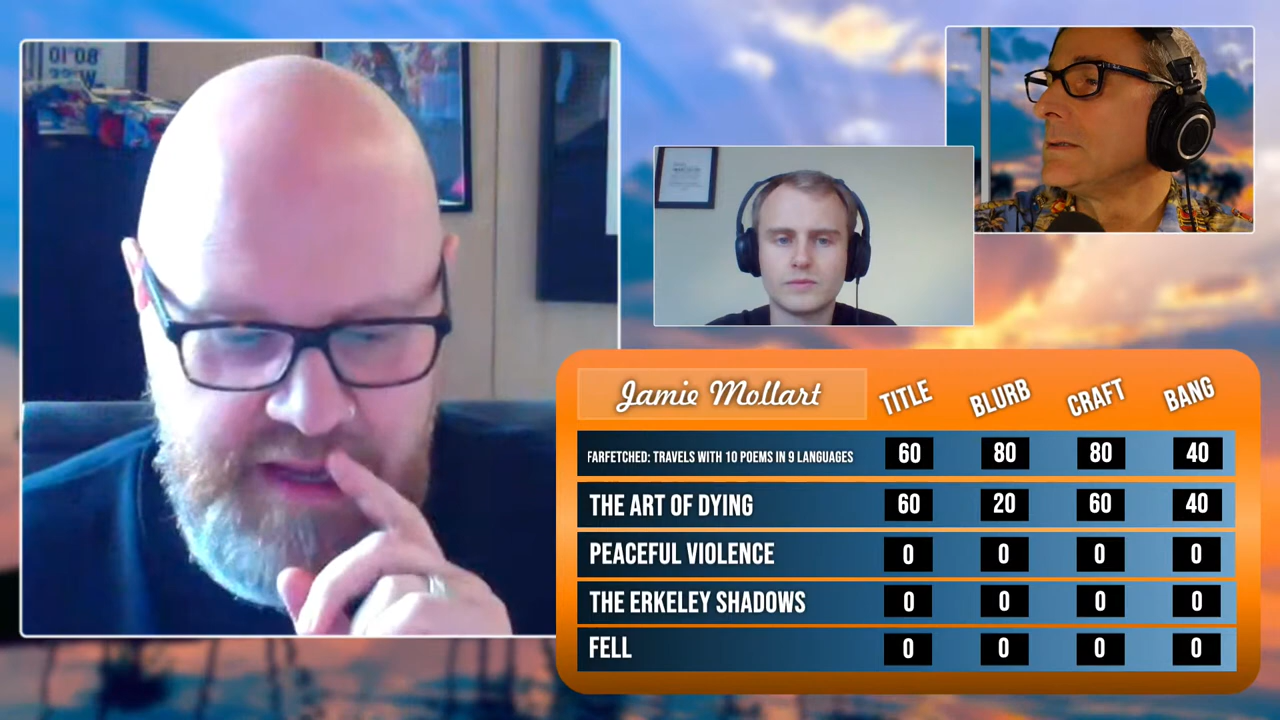 01'08
Jamie Mollart
TITLE BLURB CRAFT BANG
FARFETCHED: TRAVELS WITH 10 POEMS IN 9 LANGUAGES 60 80 80 40
THE ART OF DYING 60 20 60 40
PEACEFUL VIOLENCE 0 0 0 0
THE ERKELEY SHADOWS 0 0 0 0
FELL 0 0 0 0